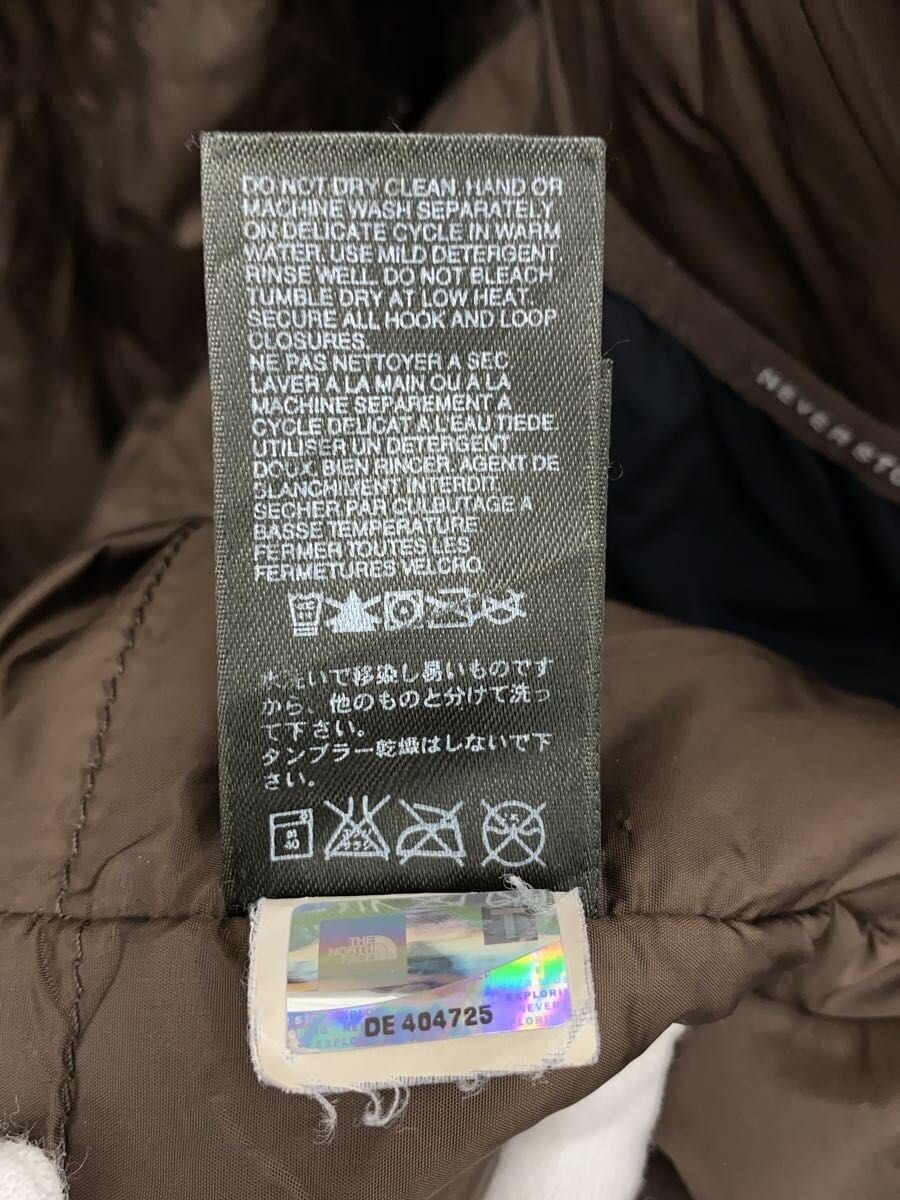 DO NOT DRY CLEAN. HAND OR
MACHINE WASH SEPARATELY
ON DELICATE CYCLE IN WARM
WATER. USE MILD DETERGENT
RINSE WELL. DO NOT BLEACH
TUMBLE DRY AT LOW HEAT.
SECURE ALL HOOK AND LOOP
CLOSURES.
NE PAS NETTOYER A SEC
LAVER A LA MAIN OU À LA
MACHINE SEPAREMENT A
CYCLE DELICAT A L'EAU TIEDE.
UTILISER UN DETERGENT
DOUX, BIEN RINCER, AGENT DE
BLANCHIMENT INTERDIT
SECHER PAR CULBUTAGE A
BASSE TEMPERATURE
FERMER TOUTES LES
FERMETURES VELCRO.
水洗いで移染し易いものです
から、他のものと分けて洗っ
て下さい。
タンブラー乾燥はしないで下
さい。
40
THE
NORTH
FACE
EXPLORI
NEVER
DE 404725
NEVER STO